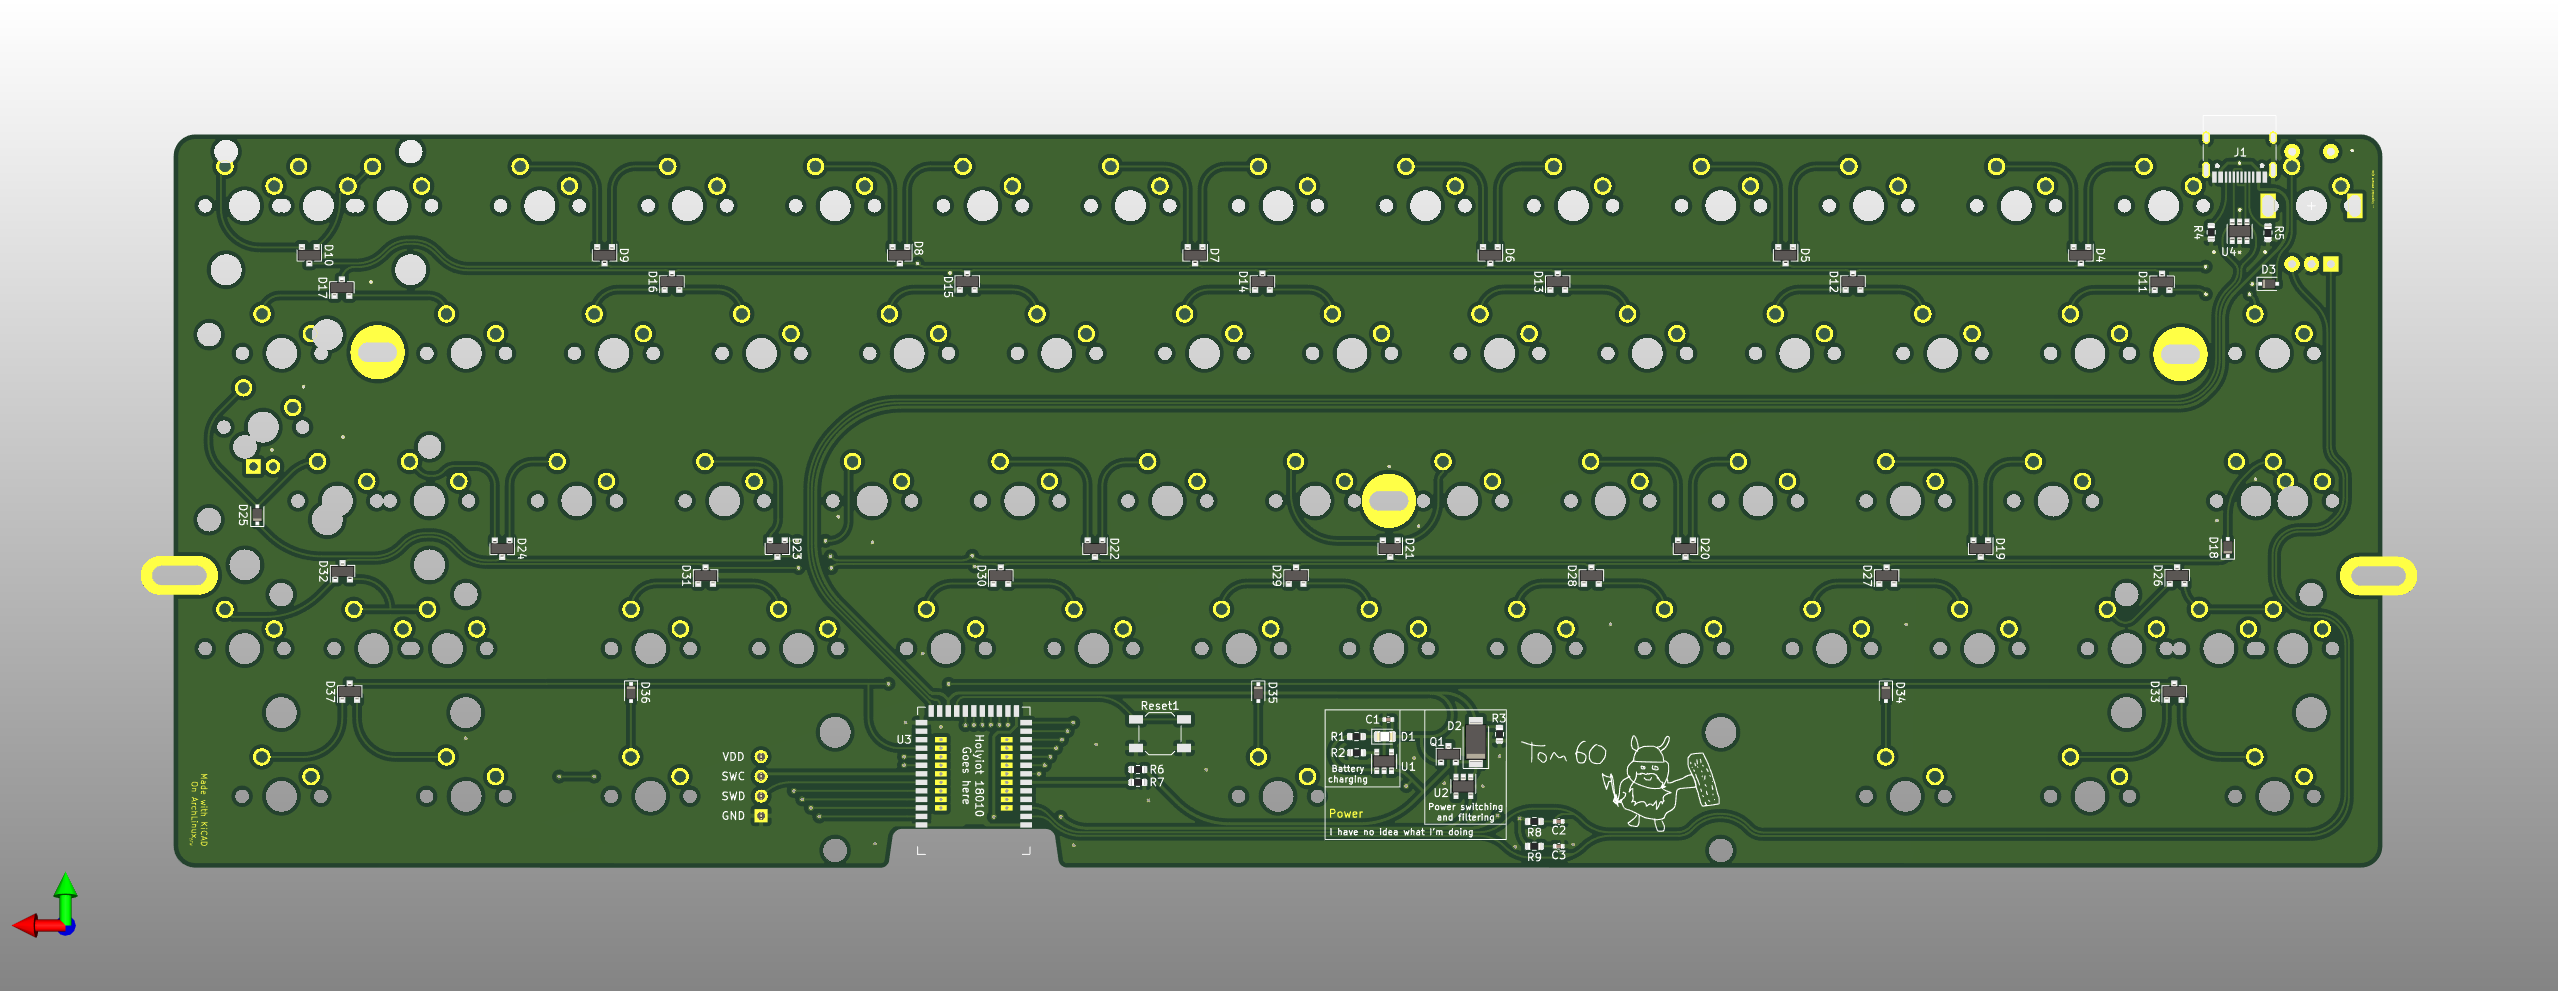 J1
D10
D9
D8
D7
D6
D5
D4
R4
U4
R5
D3
D17
D16
D15
D14
D13
D12
D11
D25
D24
D23
D22
D21
D20
D19
D18
D32
D31
D30
D29
D28
D27
D26
D37
D36
D35
D34
D33
U3
Holyiot 18010
Goes here
Reset1
R6
R7
VDD
SWC
SWD
GND
C1
R1
D1
R2
U1
Battery
charging
D2
R3
Q1
U2
Power switching
and filtering
Power
I have no idea what I'm doing
Tom60
R8
C2
R9
C3
Made with KiCAD
On ArchLinux